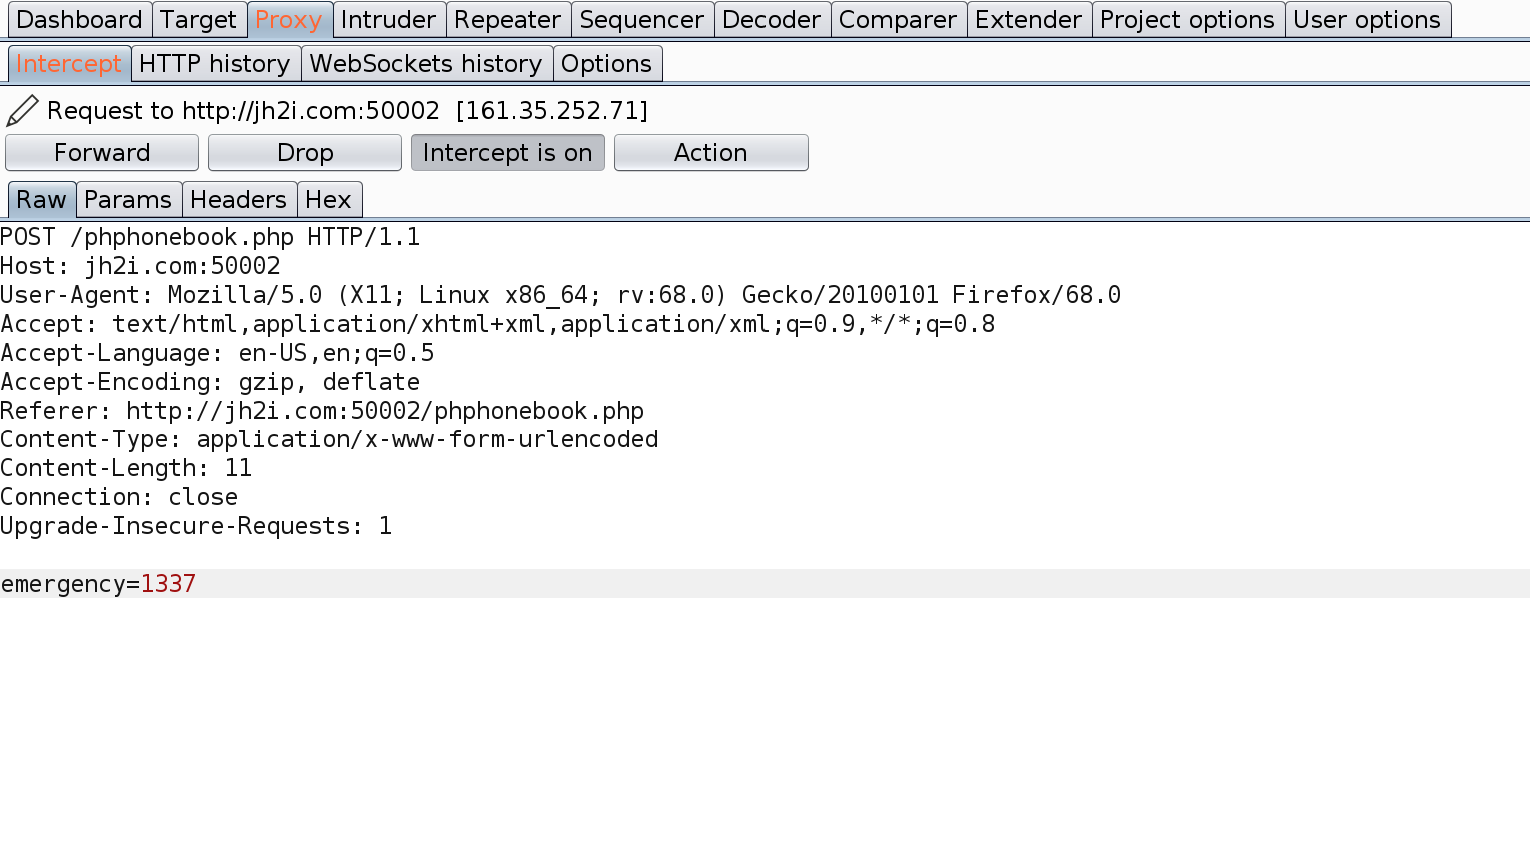 Dashboard Target Proxy Intruder Repeater Sequencer Decoder Comparer Extender Project options User options
Intercept HTTP history WebSockets history Options
Request to http://jh2i.com:50002 [161.35.252.71]
Forward Drop Intercept is on Action
Raw Params Headers Hex
POST /phphonebook.php HTTP/1.1
Host: jh2i.com:50002
User-Agent: Mozilla/5.0 (X11; Linux x86_64; rv:68.0) Gecko/20100101 Firefox/68.0
Accept: text/html,application/xhtml+xml,application/xml;q=0.9,*/*;q=0.8
Accept-Language: en-US,en;q=0.5
Accept-Encoding: gzip, deflate
Referer: http://jh2i.com:50002/phphonebook.php
Content-Type: application/x-www-form-urlencoded
Content-Length: 11
Connection: close
Upgrade-Insecure-Requests: 1
emergency=1337